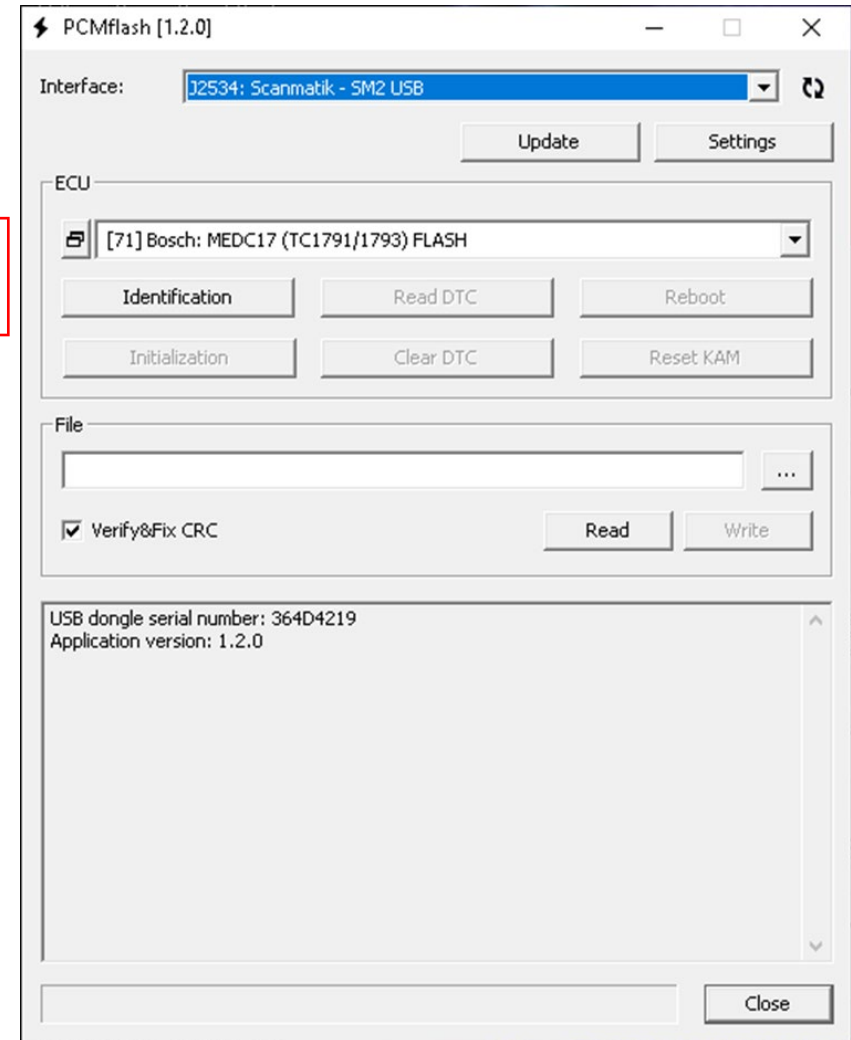 PCMflash [1.2.0]
Interface: J2534: Scanmatik - SM2 USB
Update Settings
ECU
[71] Bosch: MEDC17 (TC1791/1793) FLASH
Identification Read DTC Reboot
Initialization Clear DTC Reset KAM
File
...
Verify&Fix CRC Read Write
USB dongle serial number: 364D4219
Application version: 1.2.0
Close